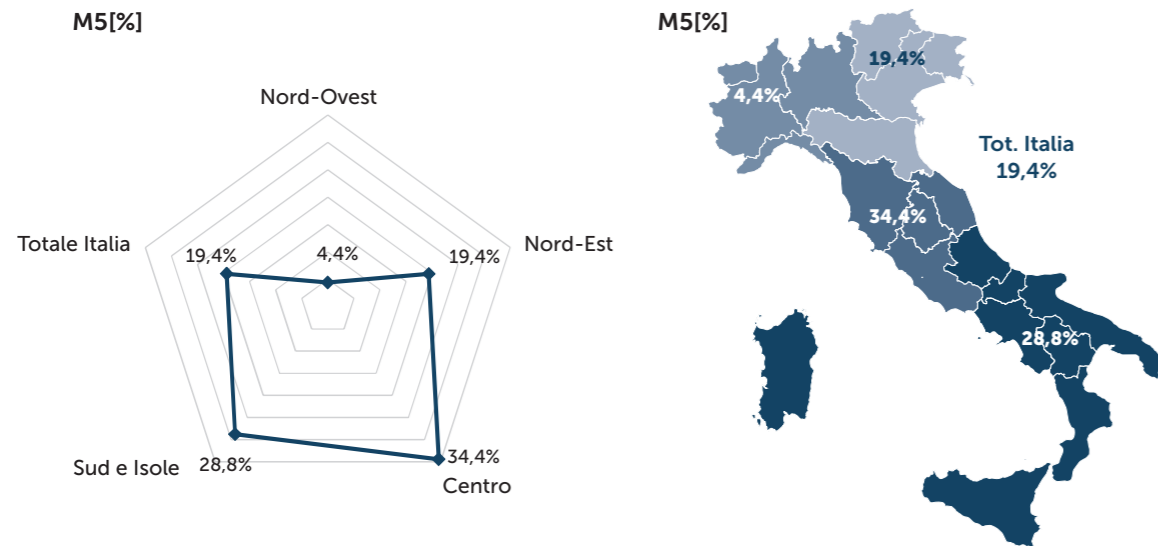 M5[%]
Nord-Ovest
Totale Italia
19,4%
4,4%
19,4%
Nord-Est
Sud e Isole
28,8%
34,4%
Centro
M5[%]
19,4%
4,4%
Tot. Italia
19,4%
34,4%
28,8%